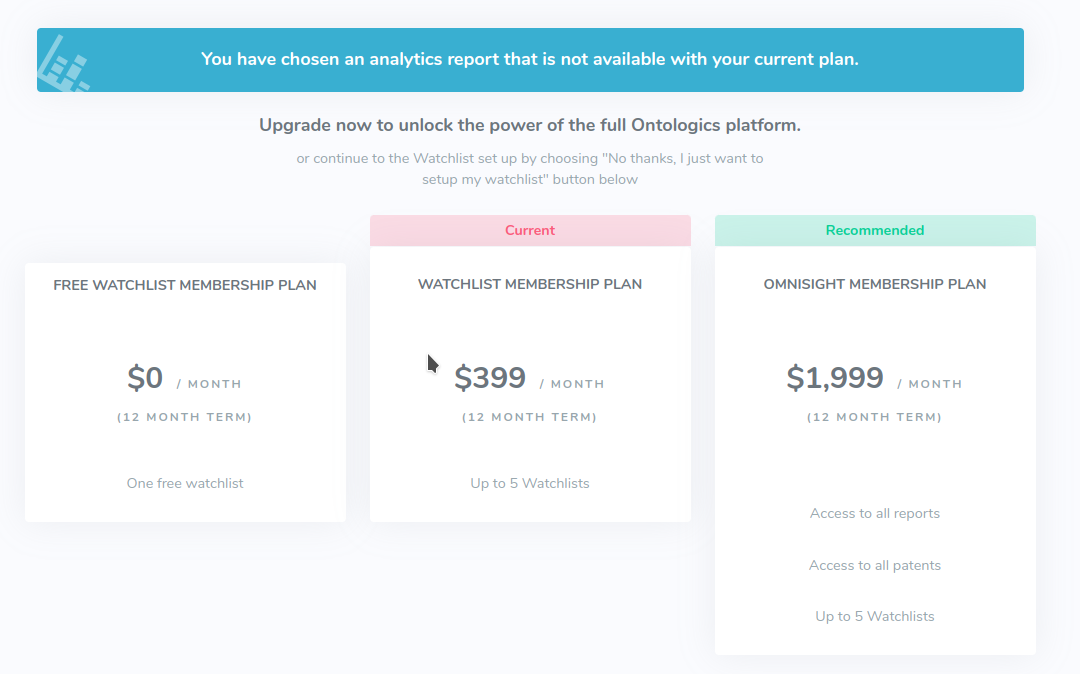 You have chosen an analytics report that is not available with your current plan.
Upgrade now to unlock the power of the full Ontologics platform.
or continue to the Watchlist set up by choosing "No thanks, I just want to
setup my watchlist" button below
FREE WATCHLIST MEMBERSHIP PLAN
$0 / MONTH
(12 MONTH TERM)
One free watchlist
Current
WATCHLIST MEMBERSHIP PLAN
$399 / MONTH
(12 MONTH TERM)
Up to 5 Watchlists
Recommended
OMNISIGHT MEMBERSHIP PLAN
$1,999 / MONTH
(12 MONTH TERM)
Access to all reports
Access to all patents
Up to 5 Watchlists